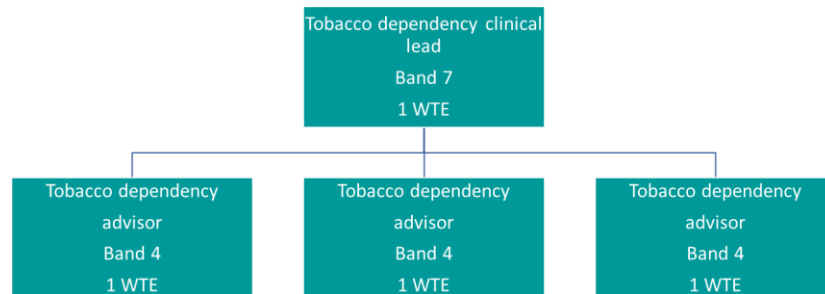 Tobacco dependency clinical
lead
Band 7
1 WTE
Tobacco dependency
advisor
Band 4
1 WTE
Tobacco dependency
advisor
Band 4
1 WTE
Tobacco dependency
advisor
Band 4
1 WTE